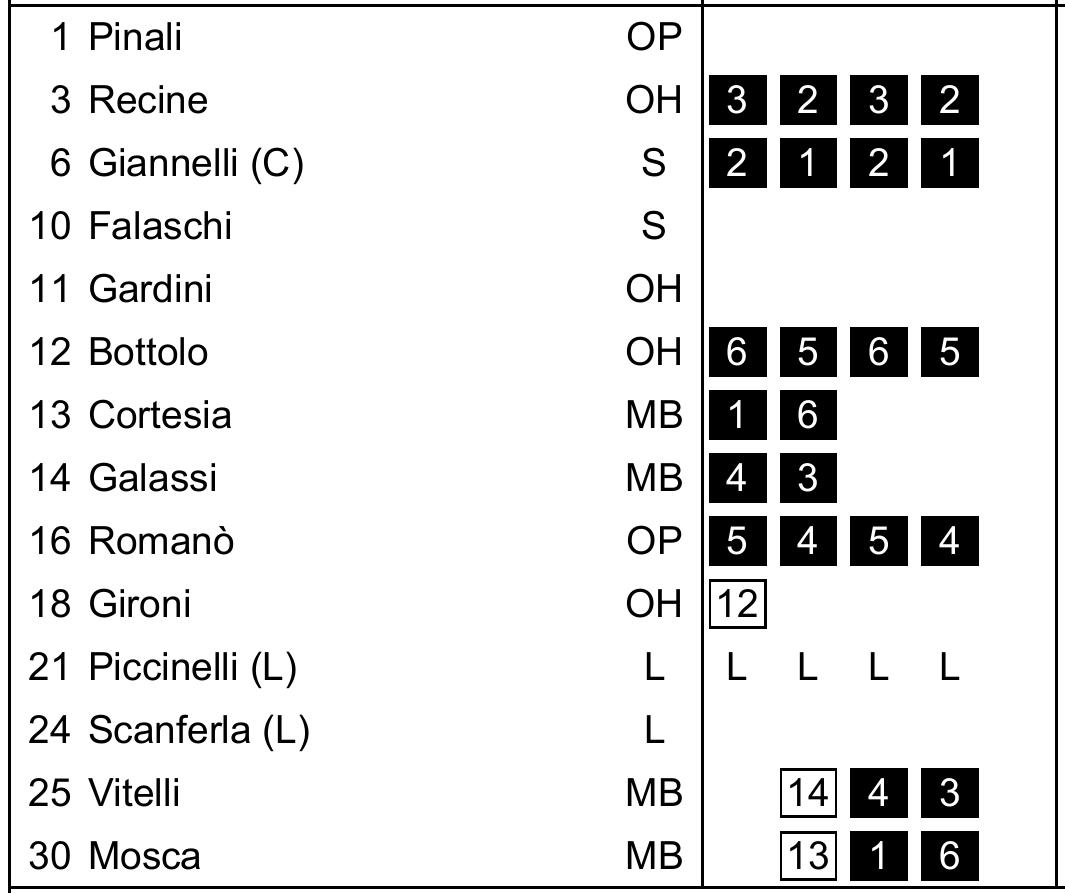 1 Pinali OP
3 Recine OH 3 2 3 2
6 Giannelli (C) S 2 1 2 1
10 Falaschi S
11 Gardini OH
12 Bottolo OH 6 5 6 5
13 Cortesia MB 1 6
14 Galassi MB 4 3
16 Romanò OP 5 4 5 4
18 Gironi OH 12
21 Piccinelli (L) L L L L L
24 Scanferla (L) L
25 Vitelli MB 14 4 3
30 Mosca MB 13 1 6